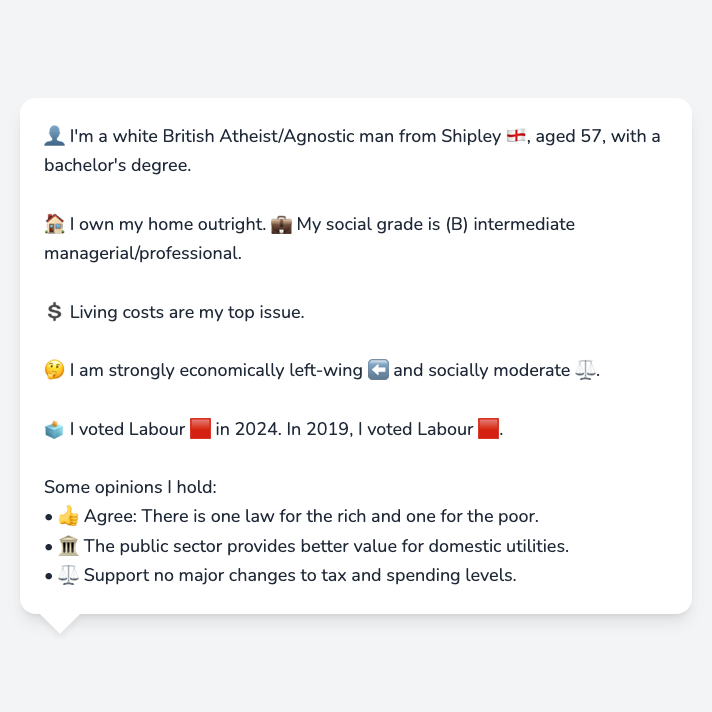 👤 I'm a white British Atheist/Agnostic man from Shipley 🏴󠁧󠁢󠁥󠁮󠁧󠁿, aged 57, with a
bachelor's degree.
🏠 I own my home outright. 💼 My social grade is (B) intermediate
managerial/professional.
💲 Living costs are my top issue.
🤔 I am strongly economically left-wing ⬅️ and socially moderate ⚖️.
🗳️ I voted Labour 🟥 in 2024. In 2019, I voted Labour 🟥.
Some opinions I hold:
• 👍 Agree: There is one law for the rich and one for the poor.
• 🏛️ The public sector provides better value for domestic utilities.
• ⚖️ Support no major changes to tax and spending levels.